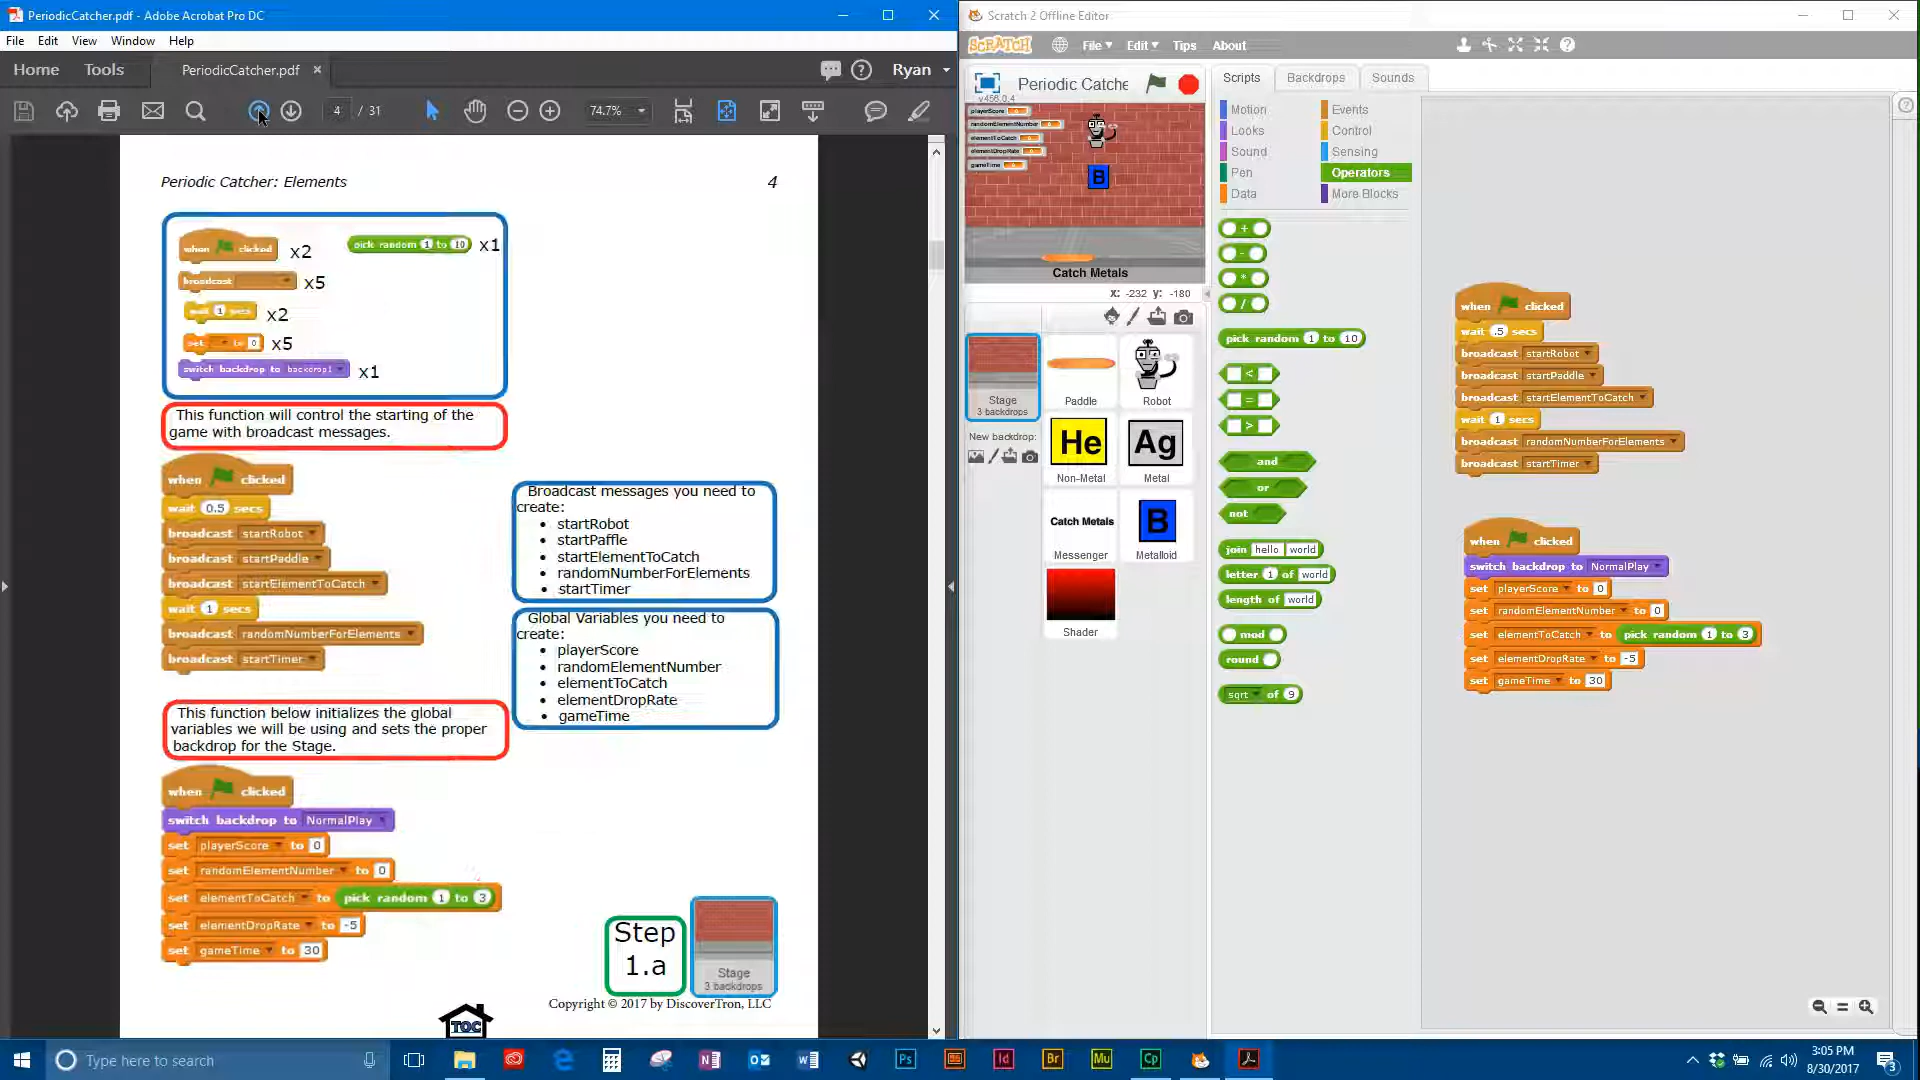 PeriodicCatcher.pdf - Adobe Acrobat Pro DC
File Edit View Window Help
Home Tools PeriodicCatcher.pdf × Ryan
4 / 31 74.7%
Periodic Catcher: Elements 4
when clicked x2 pick random 1 to 10 x1
broadcast x5
wait 1 secs x2
set to 0 x5
switch backdrop to backdrop1 x1
This function will control the starting of the
game with broadcast messages.
when clicked
wait 0.5 secs
broadcast startRobot
broadcast startPaddle
broadcast startElementToCatch
wait 1 secs
broadcast randomNumberForElements
broadcast startTimer
Broadcast messages you need to
create:
• startRobot
• startPaffle
• startElementToCatch
• randomNumberForElements
• startTimer
Global Variables you need to
create:
• playerScore
• randomElementNumber
• elementToCatch
• elementDropRate
• gameTime
This function below initializes the global
variables we will be using and sets the proper
backdrop for the Stage.
when clicked
switch backdrop to NormalPlay
set playerScore to 0
set randomElementNumber to 0
set elementToCatch to pick random 1 to 3
set elementDropRate to -5
set gameTime to 30
Step
1.a
Stage
3 backdrops
Copyright © 2017 by DiscoverTron, LLC
TOC
Scratch 2 Offline Editor
SCRATCH File Edit Tips About
Periodic Catche
v456.0.4
playerScore
randomElementNumber
elementToCatch
elementDropRate
gameTime
B
Catch Metals
x: -232 y: -180
Stage
3 backdrops
New backdrop:
Paddle Robot
He Ag
Non-Metal Metal
Catch Metals B
Messenger Metalloid
Shader
Scripts Backdrops Sounds
Motion Events
Looks Control
Sound Sensing
Pen Operators
Data More Blocks
+
-
*
/
pick random 1 to 10
<
=
>
and
or
not
join hello world
letter 1 of world
length of world
mod
round
sqrt of 9
when clicked
wait .5 secs
broadcast startRobot
broadcast startPaddle
broadcast startElementToCatch
wait 1 secs
broadcast randomNumberForElements
broadcast startTimer
when clicked
switch backdrop to NormalPlay
set playerScore to 0
set randomElementNumber to 0
set elementToCatch to pick random 1 to 3
set elementDropRate to -5
set gameTime to 30
Type here to search
Ps Id Br Mu Cp
3:05 PM
8/30/2017
3